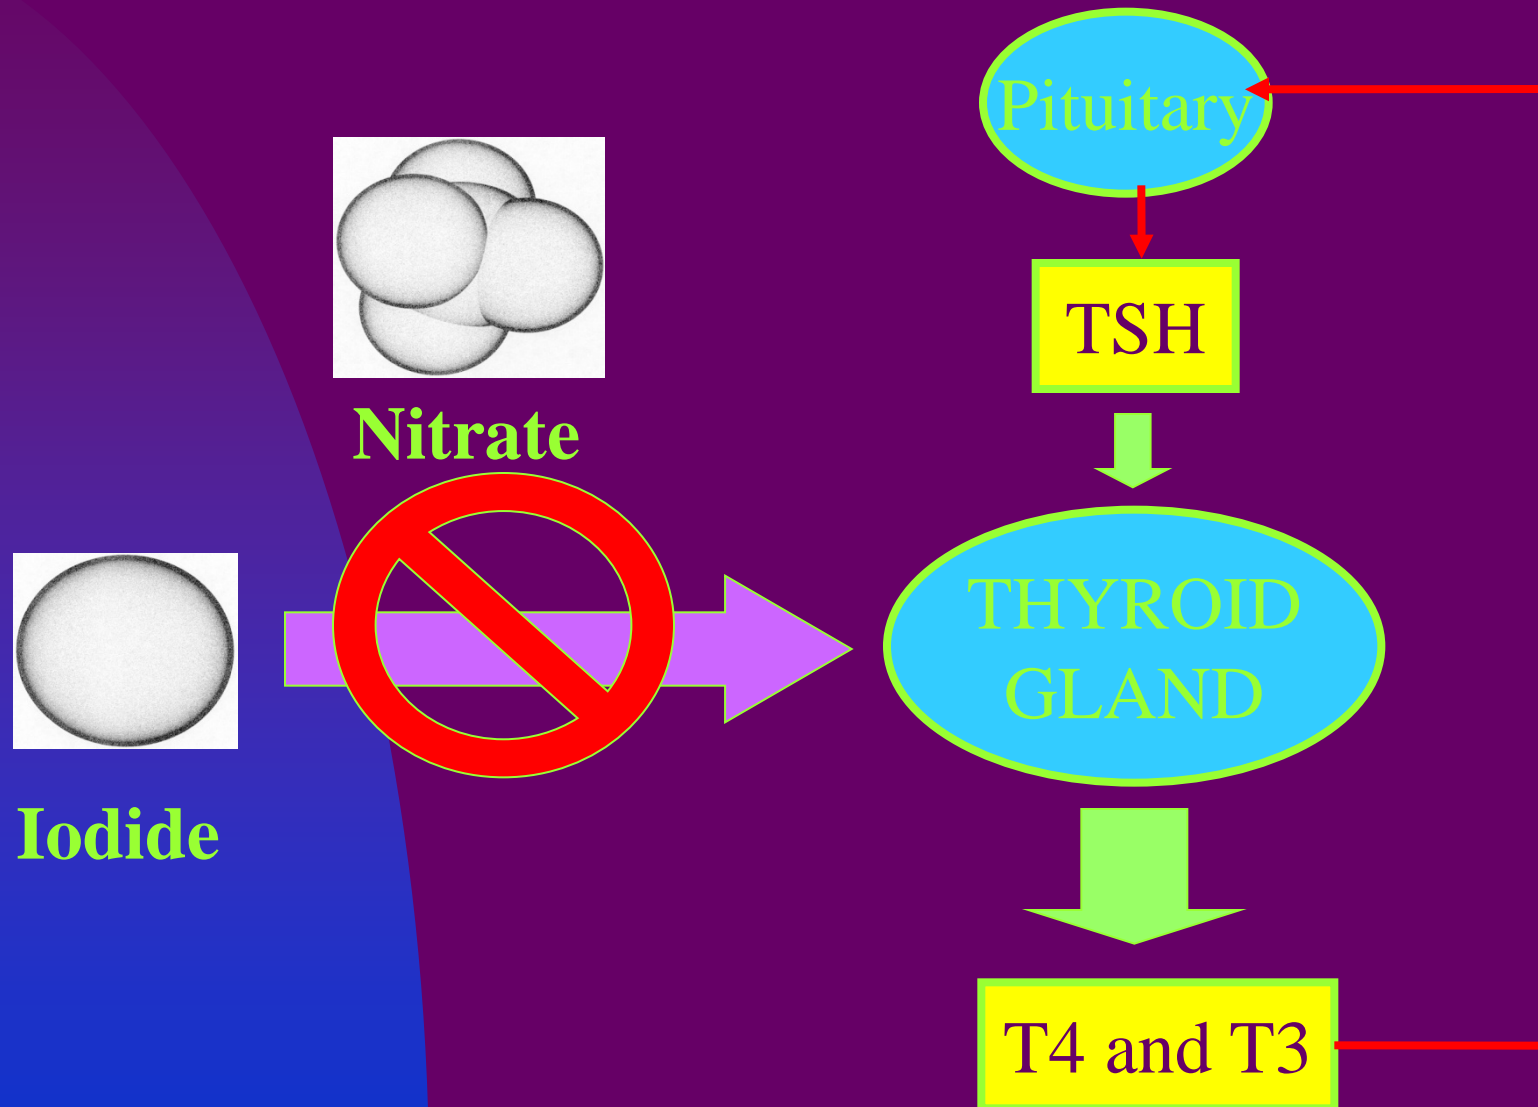 Pituitary
TSH
Nitrate
THYROID
GLAND
Iodide
T4 and T3